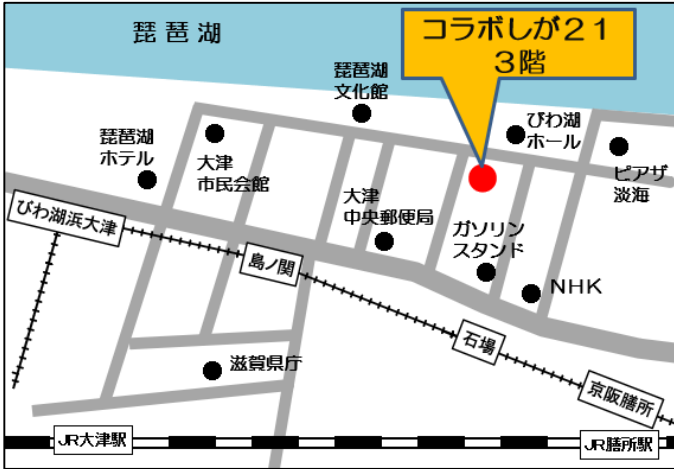 琵琶湖
コラボしが21
3階
琵琶湖
文化館
びわ湖
ホール
琵琶湖
ホテル
大津
市民会館
ピアザ
淡海
大津
中央郵便局
ガソリン
スタンド
びわ湖浜大津
島ノ関
NHK
石場
滋賀県庁
京阪膳所
JR大津駅
JR膳所駅